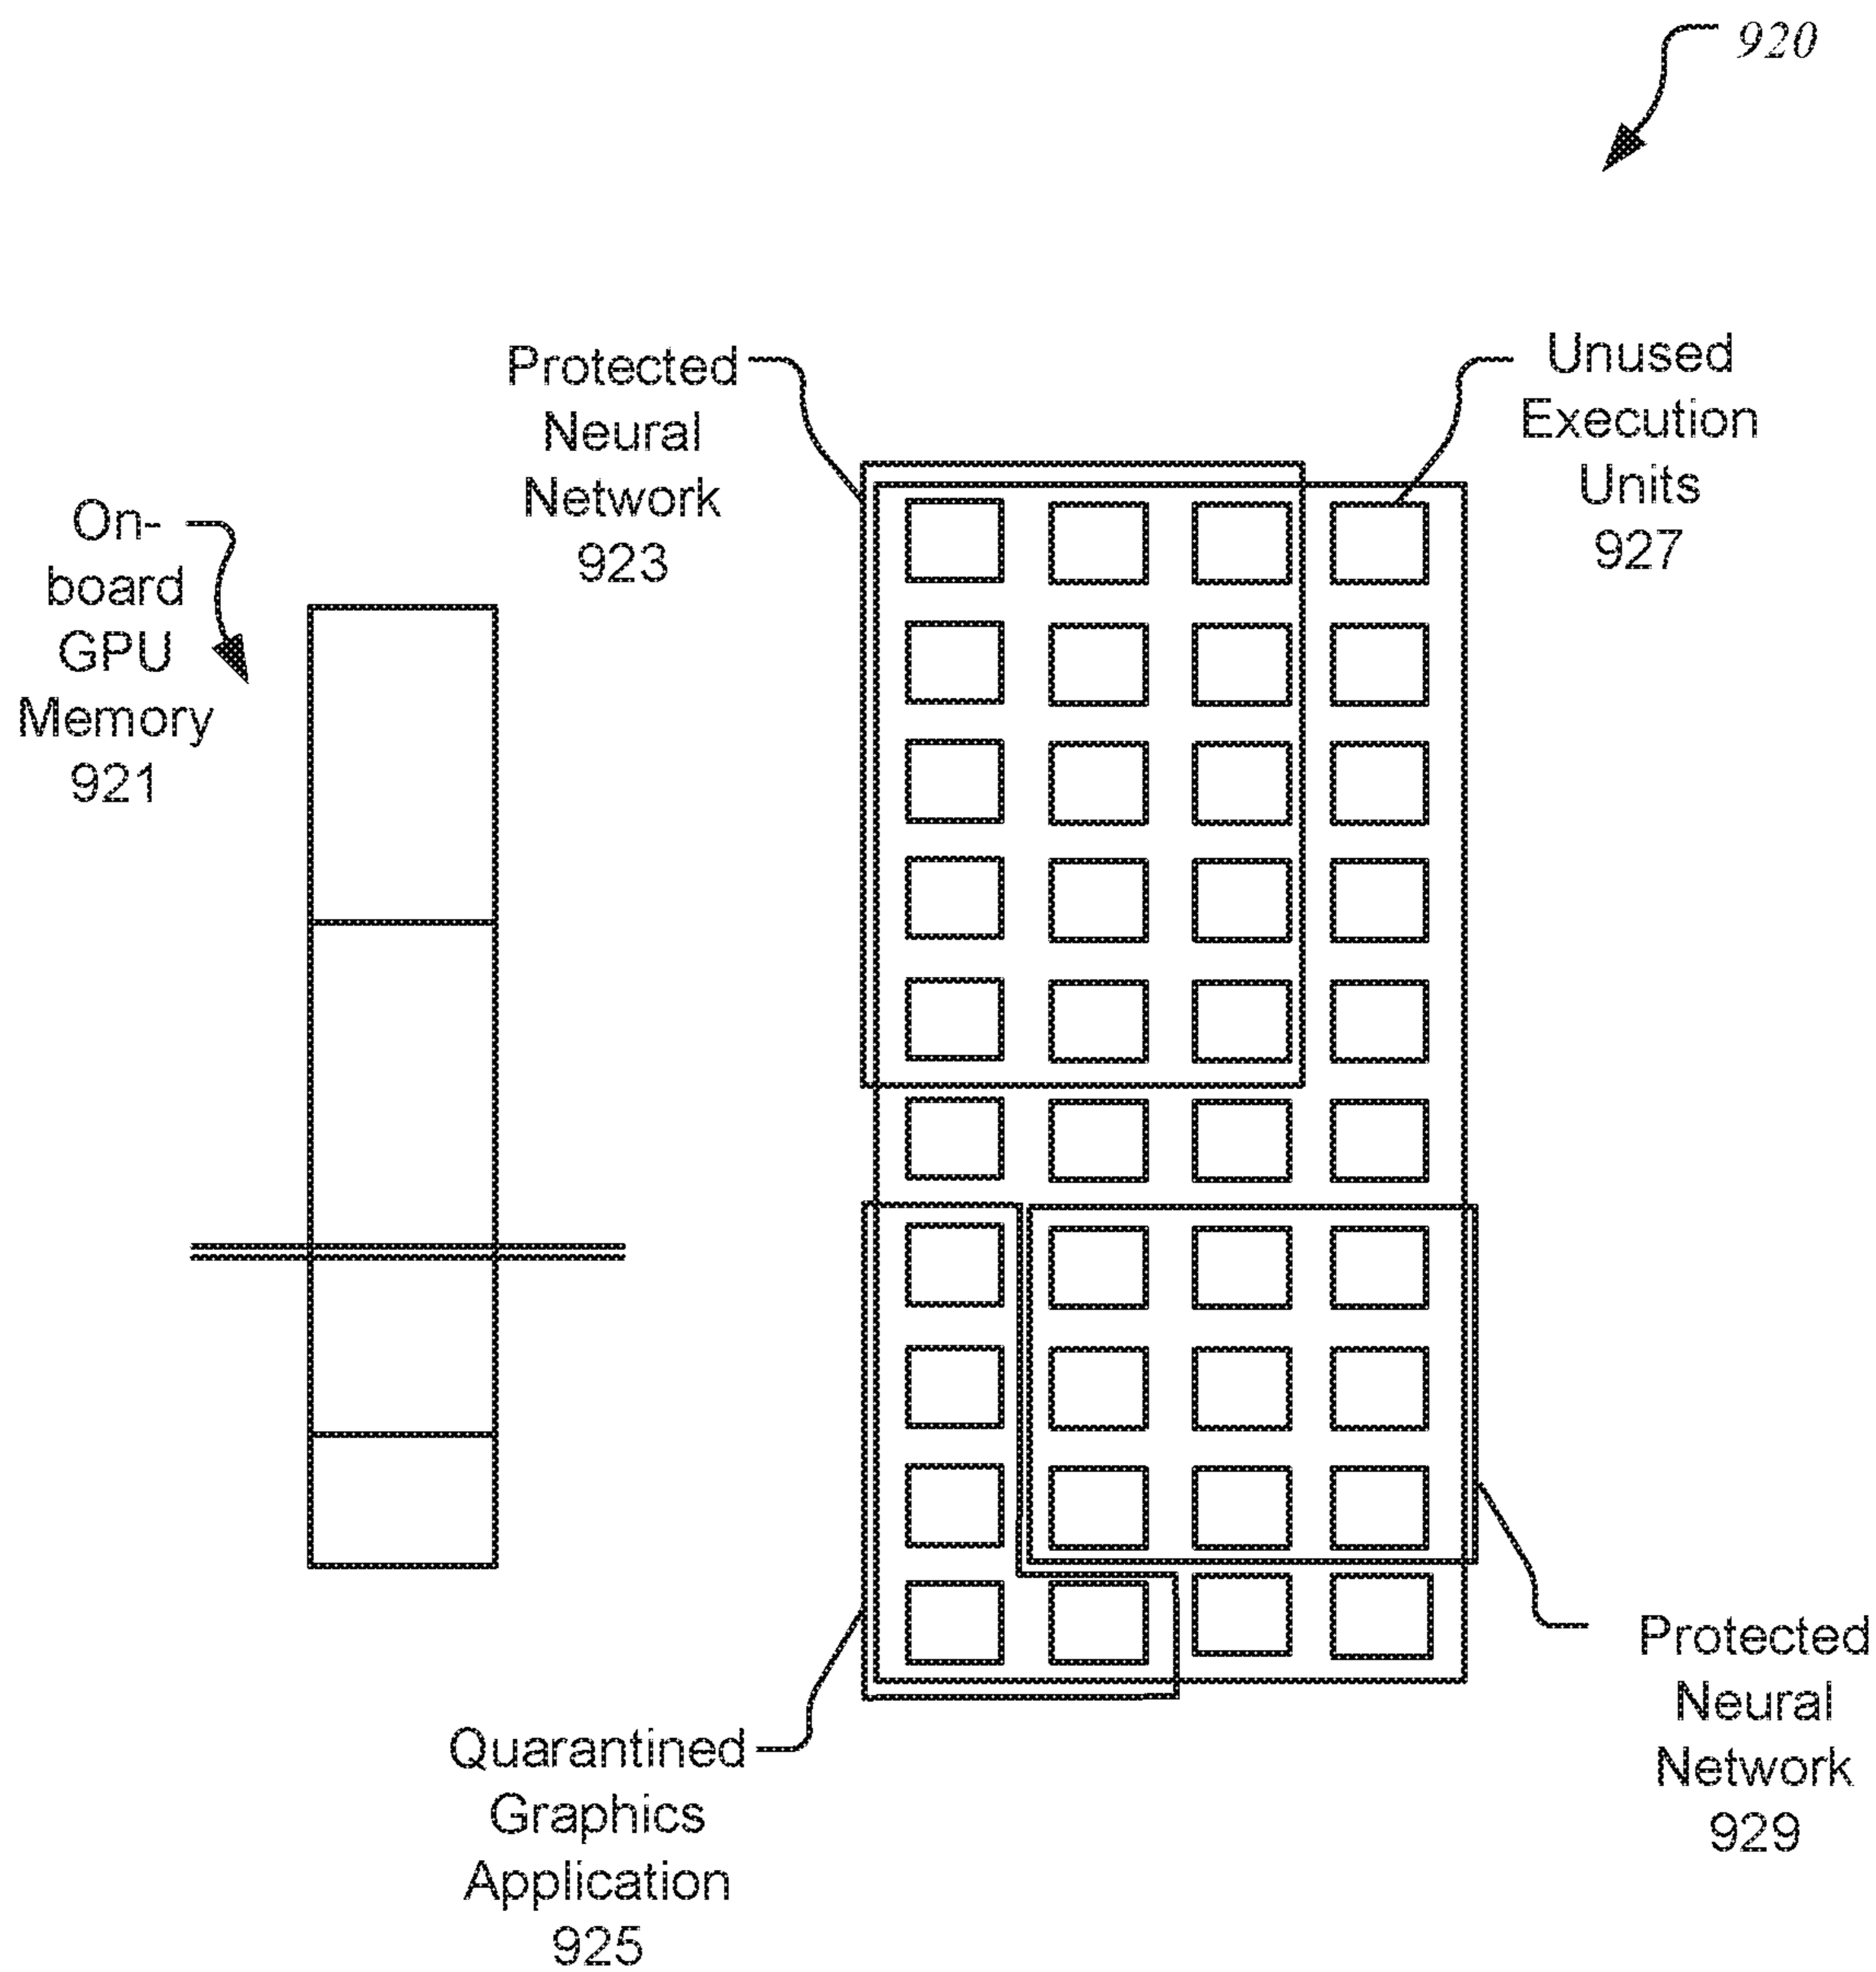 920
Protected
Neural
Network
923
Unused
Execution
Units
927
On-
board
GPU
Memory
921
Protected
Neural
Network
929
Quarantined
Graphics
Application
925